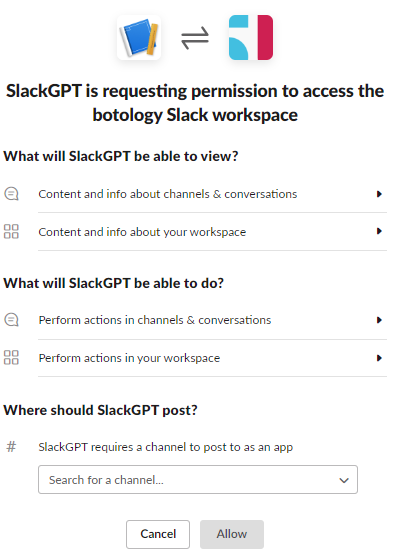 SlackGPT is requesting permission to access the
botology Slack workspace
What will SlackGPT be able to view?
Content and info about channels & conversations
Content and info about your workspace
What will SlackGPT be able to do?
Perform actions in channels & conversations
Perform actions in your workspace
Where should SlackGPT post?
# SlackGPT requires a channel to post to as an app
Search for a channel...
Cancel Allow